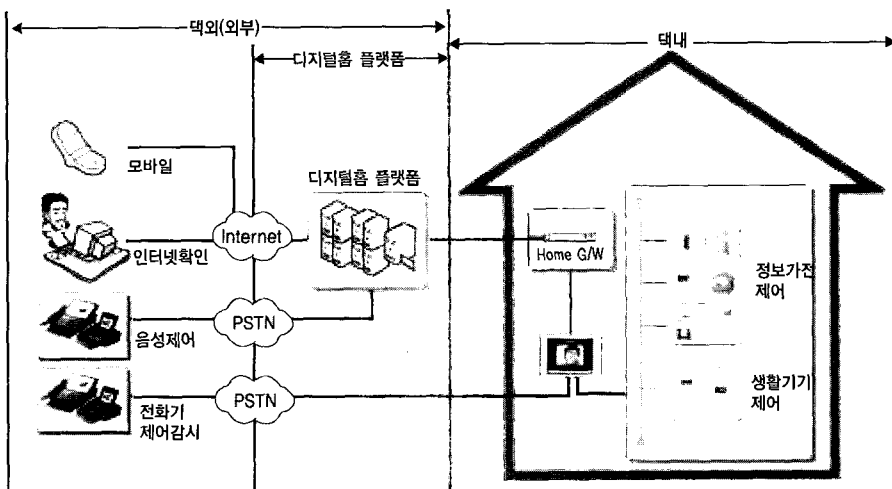 댁외(외부)
댁내
디지털홈 플랫폼
모바일
디지털홈 플랫폼
인터넷확인
Internet
Home G/W
정보가전
제어
음성제어
PSTN
전화기
제어감시
PSTN
생활기기
제어